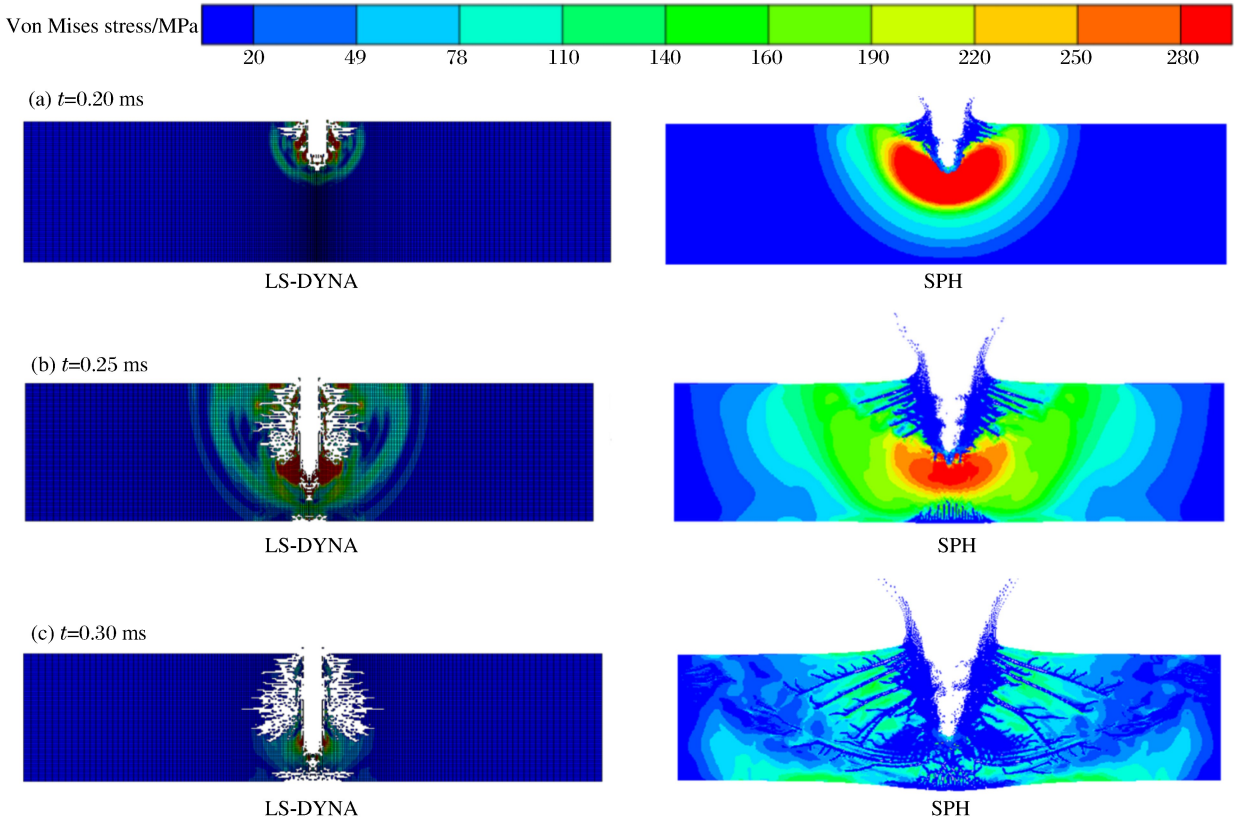 Von Mises stress/MPa
20 49 78 110 140 160 190 220 250 280
(a) t=0.20 ms
LS-DYNA SPH
(b) t=0.25 ms
LS-DYNA SPH
(c) t=0.30 ms
LS-DYNA SPH